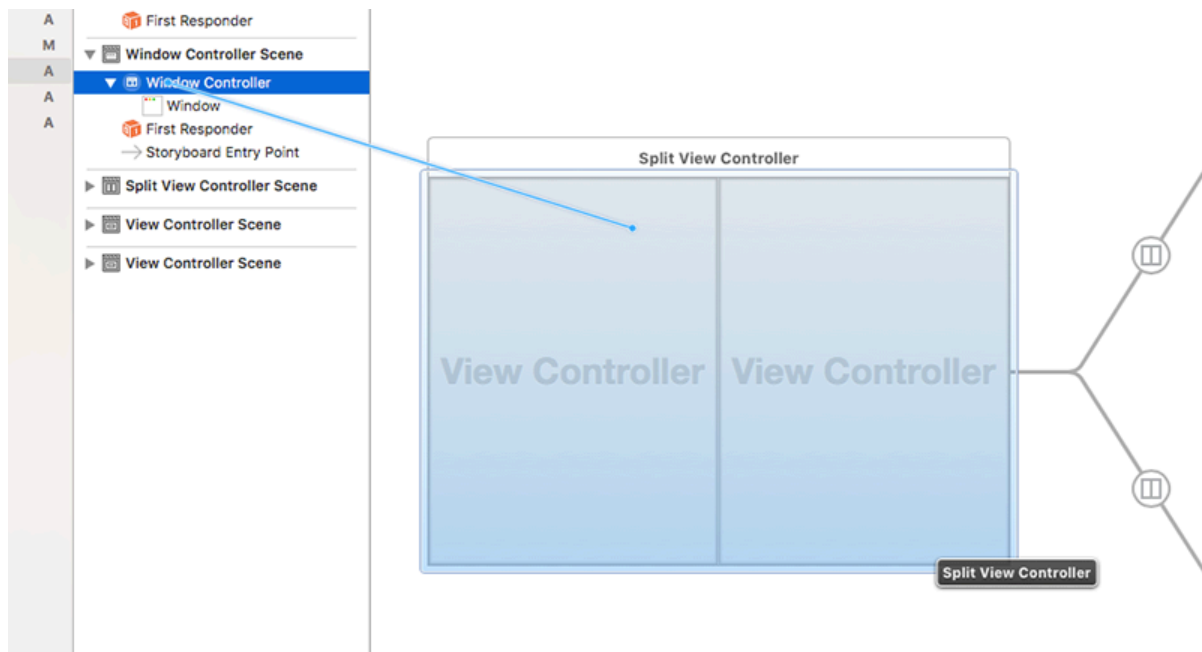 A
First Responder
M
Window Controller Scene
A
Window Controller
A
Window
A
First Responder
Storyboard Entry Point
Split View Controller Scene
View Controller Scene
View Controller Scene
Split View Controller
View Controller
View Controller
Split View Controller